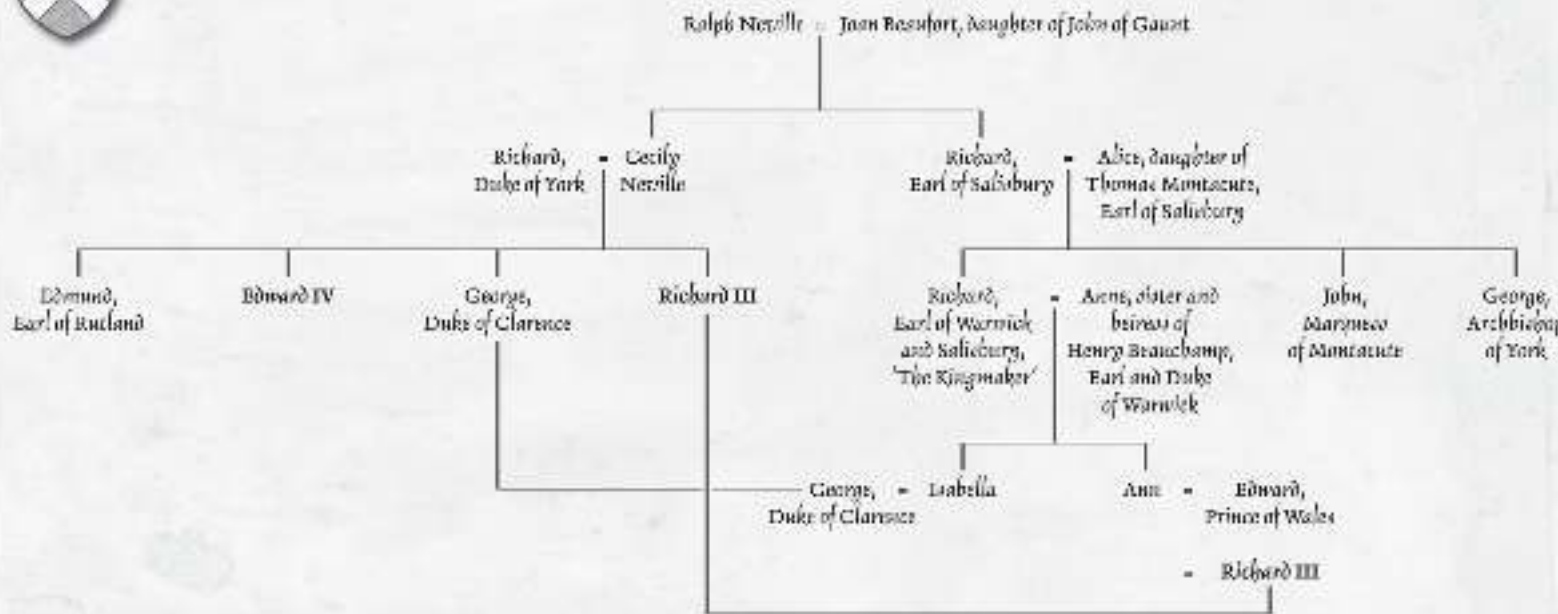 Ralph Neville = Joan Beaufort, daughter of John of Gaunt
Richard, = Cecily
Duke of York Neville
Richard, = Alice, daughter of
Earl of Salisbury Thomas Montacute,
Earl of Salisbury
Edmund,
Earl of Rutland
Edward IV
George,
Duke of Clarence
Richard III
Richard, = Anne, sister and
Earl of Warwick heiress of
and Salisbury, Henry Beauchamp,
'The Kingmaker' Earl and Duke
of Warwick
John,
Marquess
of Montacute
George,
Archbishop
of York
George, = Isabella
Duke of Clarence
Ann = Edward,
Prince of Wales
= Richard III